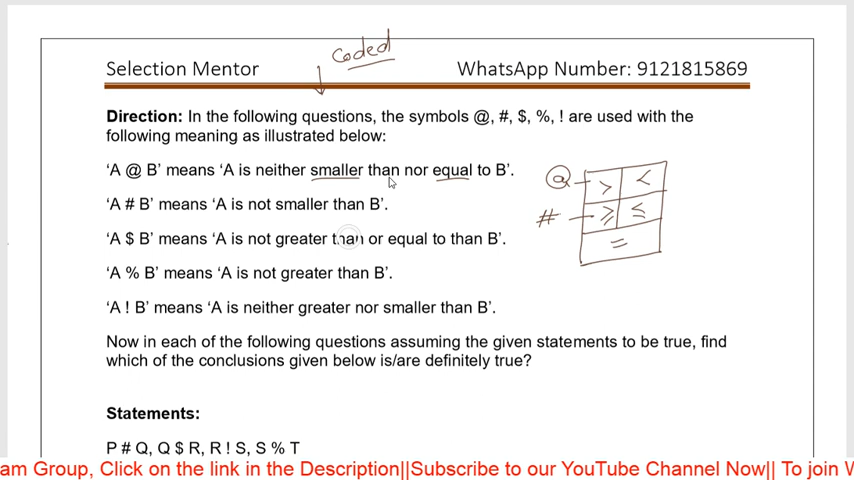 Coded
Selection Mentor WhatsApp Number: 9121815869
Direction: In the following questions, the symbols @, #, $, %, ! are used with the
following meaning as illustrated below:
‘A @ B’ means ‘A is neither smaller than nor equal to B’.
@ > <
‘A # B’ means ‘A is not smaller than B’.
# ≥ ≤
‘A $ B’ means ‘A is not greater than or equal to than B’.
=
‘A % B’ means ‘A is not greater than B’.
‘A ! B’ means ‘A is neither greater nor smaller than B’.
Now in each of the following questions assuming the given statements to be true, find
which of the conclusions given below is/are definitely true?
Statements:
P # Q, Q $ R, R ! S, S % T
am Group, Click on the link in the Description||Subscribe to our YouTube Channel Now|| To join